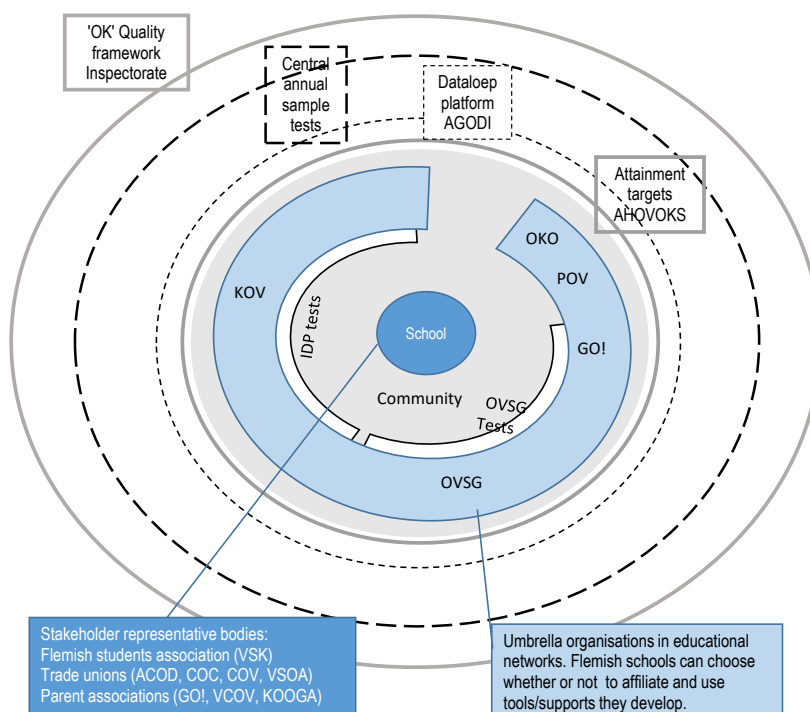 'OK' Quality
framework
Inspectorate
Central
annual
sample
tests
Dataloep
platform
AGODI
Attainment
targets
AHOVOKS
OKO
POV
KOV
GO!
IDP tests
School
Community
OVSG
Tests
OVSG
Stakeholder representative bodies:
Flemish students association (VSK)
Trade unions (ACOD, COC, COV, VSOA)
Parent associations (GO!, VCOV, KOOGA)
Umbrella organisations in educational
networks. Flemish schools can choose
whether or not to affiliate and use
tools/supports they develop.